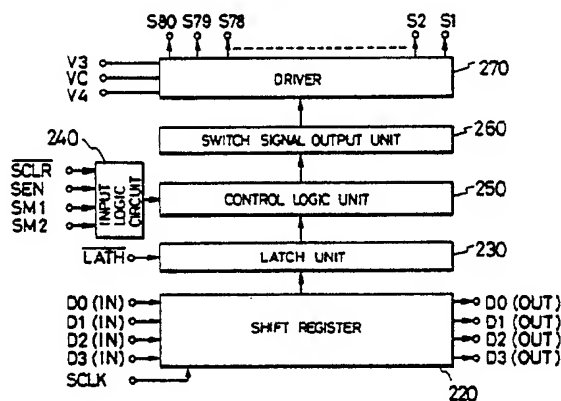 S80 S79 S78 S2 S1
V3
VC
V4
DRIVER
270
240
SWITCH SIGNAL OUTPUT UNIT
260
SCLR
SEN
SM1
SM2
INPUT
LOGIC
CIRCUIT
CONTROL LOGIC UNIT
250
LATH
LATCH UNIT
230
D0 (IN)
D1 (IN)
D2 (IN)
D3 (IN)
SCLK
SHIFT REGISTER
D0 (OUT)
D1 (OUT)
D2 (OUT)
D3 (OUT)
220